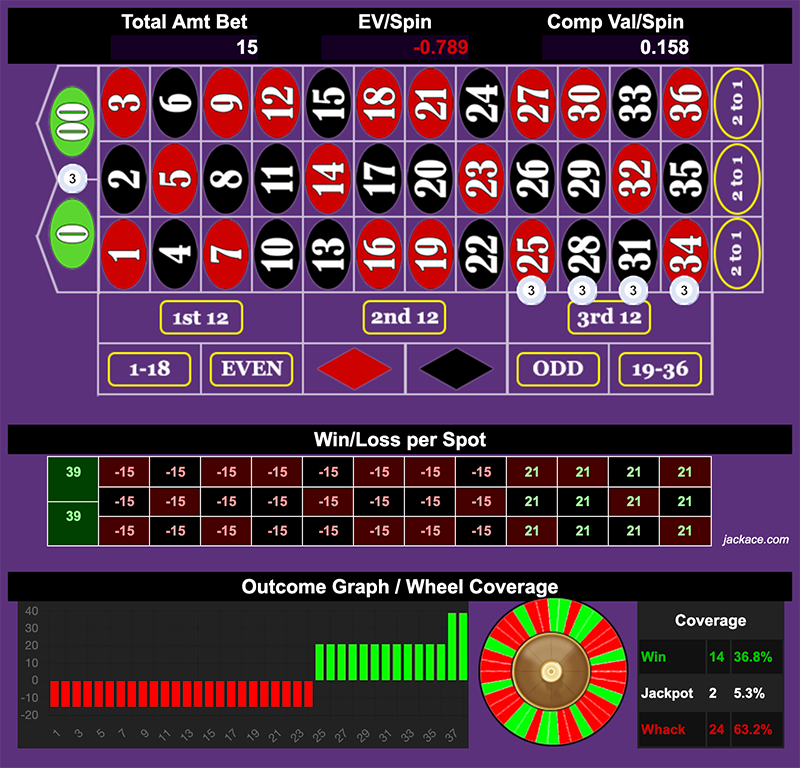 Total Amt Bet EV/Spin Comp Val/Spin
15 -0.789 0.158
00 3 6 9 12 15 18 21 24 27 30 33 36 2 to 1
3
2 5 8 11 14 17 20 23 26 29 32 35 2 to 1
0 1 4 7 10 13 16 19 22 25 28 31 34 2 to 1
3 3 3 3
1st 12 2nd 12 3rd 12
1-18 EVEN ODD 19-36
Win/Loss per Spot
39 -15 -15 -15 -15 -15 -15 -15 -15 21 21 21 21
-15 -15 -15 -15 -15 -15 -15 -15 21 21 21 21
39 -15 -15 -15 -15 -15 -15 -15 -15 21 21 21 21
jackace.com
Outcome Graph / Wheel Coverage
40
30
20
10
0
-10
-20
1 3 5 7 9 11 13 15 17 19 21 23 25 27 29 31 33 35 37
Coverage
Win 14 36.8%
Jackpot 2 5.3%
Whack 24 63.2%